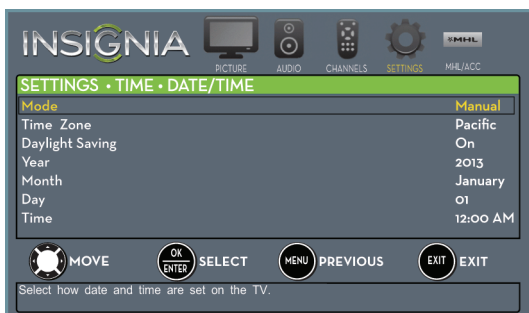 INSIGNIA
PICTURE AUDIO CHANNELS SETTINGS MHL/ACC
MHL
SETTINGS • TIME • DATE/TIME
Mode Manual
Time Zone Pacific
Daylight Saving On
Year 2013
Month January
Day 01
Time 12:00 AM
MOVE OK ENTER SELECT MENU PREVIOUS EXIT EXIT
Select how date and time are set on the TV.